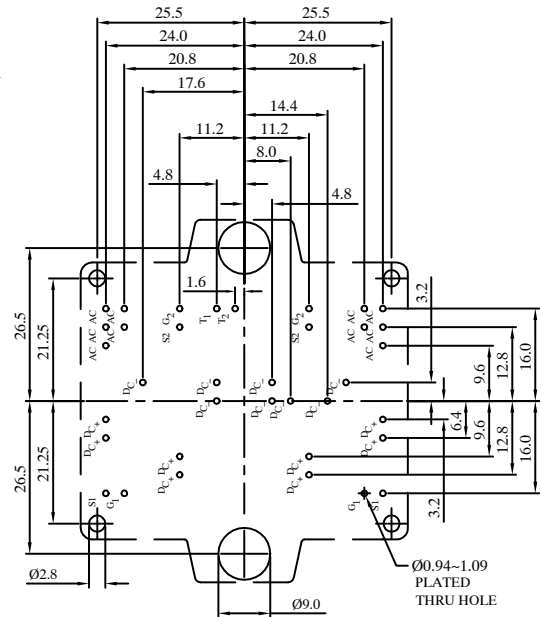 25.5 25.5
24.0 24.0
20.8 20.8
17.6
14.4
11.2 11.2
8.0
4.8
4.8
1.6
3.2
26.5
21.25
AC AC
T1 T2
G2
G2
AC AC
AC AC
S2
S2
AC AC
AC
AC
9.6
12.8
16.0
DC- DC- DC- DC-
DC- DC- DC- DC-
DC+
DC+
DC+
DC+
6.4
9.6
12.8
16.0
26.5
21.25
DC+
DC+
DC+
DC+
3.2
S1 G1
G1 S1
Ø2.8
Ø9.0
Ø0.94~1.09
PLATED
THRU HOLE